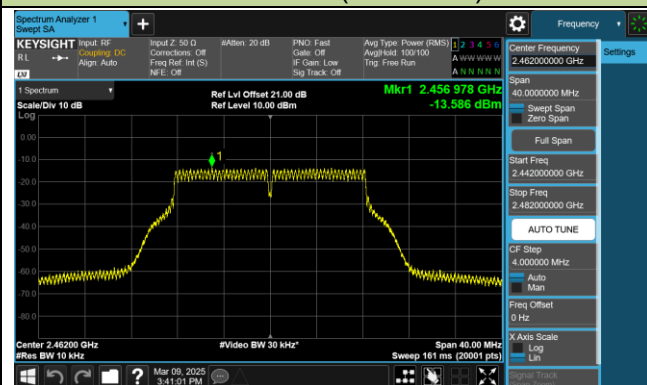 Spectrum Analyzer 1
Swept SA
Frequency
KEYSIGHT
RL
LXI
Input: RF
Coupling: DC
Align: Auto
Input Z: 50 Ω
Corrections: Off
Freq Ref: Int (S)
NFE: Off
#Atten: 20 dB
PNO: Fast
Gate: Off
IF Gain: Low
Sig Track: Off
Avg Type: Power (RMS)
Avg|Hold: 100/100
Trig: Free Run
1 2 3 4 5 6
A W W W W W
A N N N N N
1 Spectrum
Scale/Div 10 dB
Log
Ref Lvl Offset 21.00 dB
Ref Level 10.00 dBm
Mkr1 2.456 978 GHz
-13.586 dBm
1
0.00
-10.0
-20.0
-30.0
-40.0
-50.0
-60.0
-70.0
-80.0
Center 2.46200 GHz
#Res BW 10 kHz
#Video BW 30 kHz*
Span 40.00 MHz
Sweep 161 ms (20001 pts)
Mar 09, 2025
3:41:01 PM
Center Frequency
2.462000000 GHz
Settings
Span
40.0000000 MHz
Swept Span
Zero Span
Full Span
Start Freq
2.442000000 GHz
Stop Freq
2.482000000 GHz
AUTO TUNE
CF Step
4.000000 MHz
Auto
Man
Freq Offset
0 Hz
X Axis Scale
Log
Lin
Signal Track